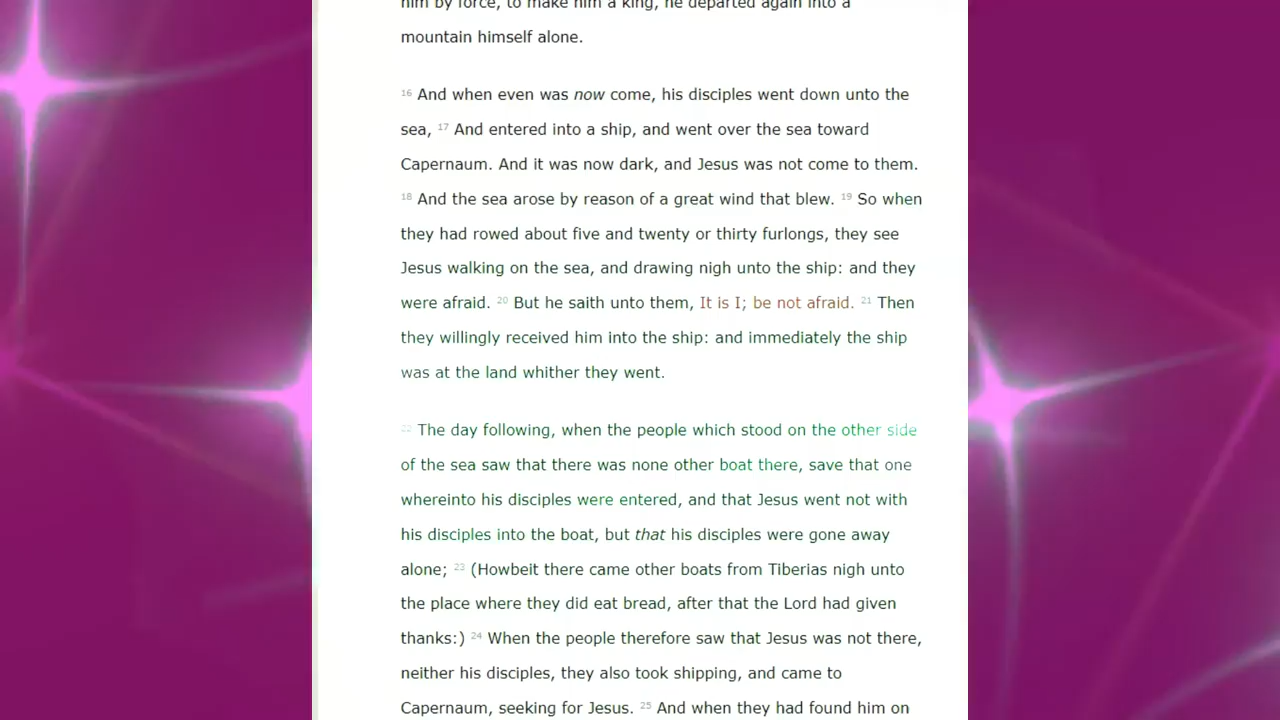 him by force, to make him a king, he departed again into a
mountain himself alone.
16 And when even was now come, his disciples went down unto the
sea, 17 And entered into a ship, and went over the sea toward
Capernaum. And it was now dark, and Jesus was not come to them.
18 And the sea arose by reason of a great wind that blew. 19 So when
they had rowed about five and twenty or thirty furlongs, they see
Jesus walking on the sea, and drawing nigh unto the ship: and they
were afraid. 20 But he saith unto them, It is I; be not afraid. 21 Then
they willingly received him into the ship: and immediately the ship
was at the land whither they went.
22 The day following, when the people which stood on the other side
of the sea saw that there was none other boat there, save that one
whereinto his disciples were entered, and that Jesus went not with
his disciples into the boat, but that his disciples were gone away
alone; 23 (Howbeit there came other boats from Tiberias nigh unto
the place where they did eat bread, after that the Lord had given
thanks:) 24 When the people therefore saw that Jesus was not there,
neither his disciples, they also took shipping, and came to
Capernaum, seeking for Jesus. 25 And when they had found him on